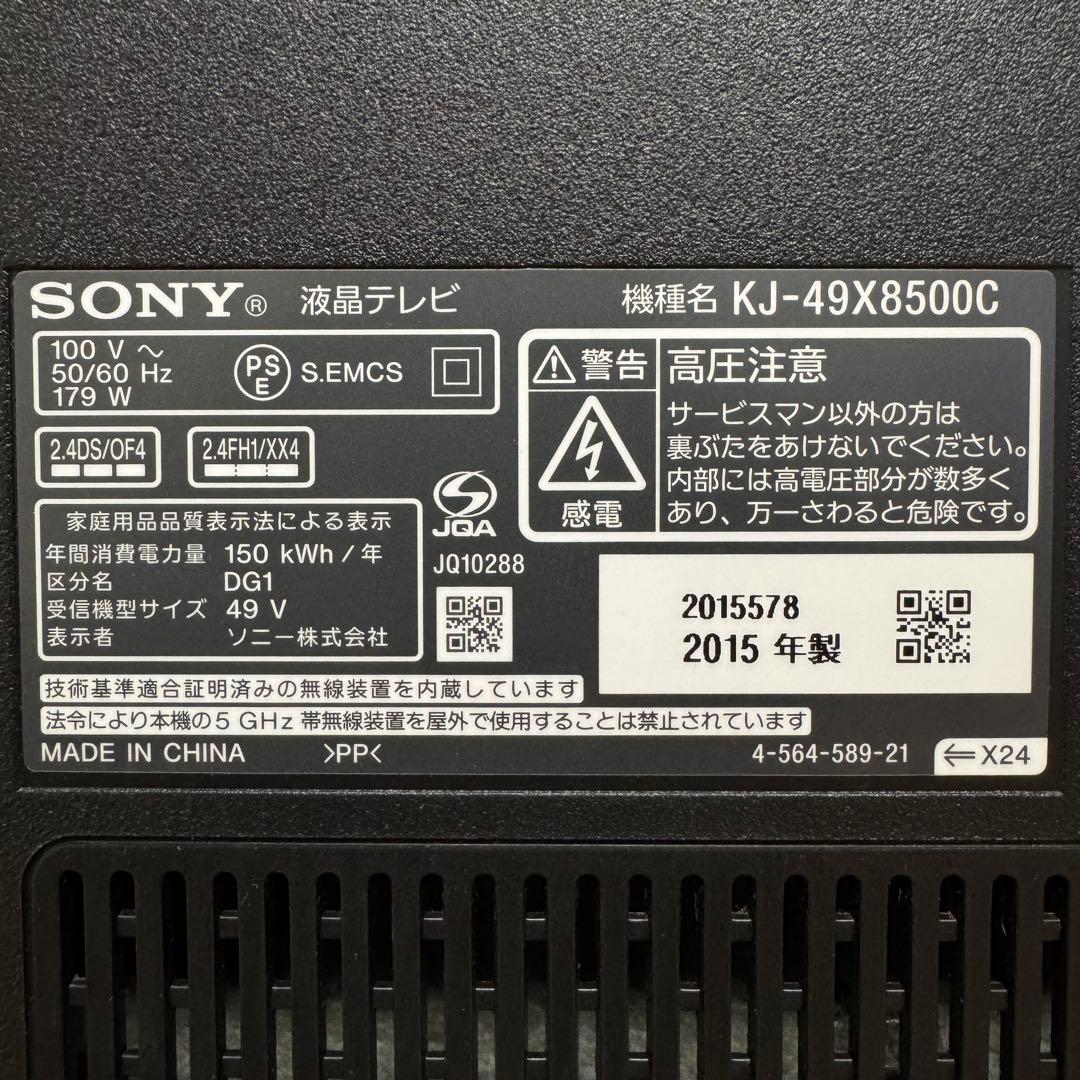 SONY® 液晶テレビ 機種名 KJ-49X8500C
100 V ～
50/60 Hz
179 W
PSE S.EMCS
2.4DS/OF4
2.4FH1/XX4
家庭用品品質表示法による表示
年間消費電力量 150 kWh / 年
区分名 DG1
受信機型サイズ 49 V
表示者 ソニー株式会社
JQA
JQ10288
警告
感電
高圧注意
サービスマン以外の方は
裏ぶたをあけないでください。
内部には高電圧部分が数多く
あり、万一さわると危険です。
2015578
2015 年製
技術基準適合証明済みの無線装置を内蔵しています
法令により本機の5 GHz 帯無線装置を屋外で使用することは禁止されています
MADE IN CHINA >PP< 4-564-589-21 ⇐X24